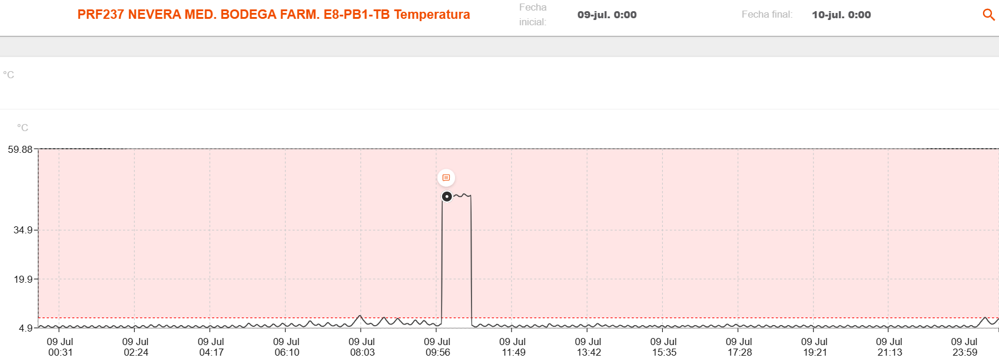 PRF237 NEVERA MED. BODEGA FARM. E8-PB1-TB Temperatura
Fecha inicial:
09-jul. 0:00
Fecha final:
10-jul. 0:00
°C
°C
59.88
34.9
19.9
4.9
09 Jul 00:31
09 Jul 02:24
09 Jul 04:17
09 Jul 06:10
09 Jul 08:03
09 Jul 09:56
09 Jul 11:49
09 Jul 13:42
09 Jul 15:35
09 Jul 17:28
09 Jul 19:21
09 Jul 21:13
09 Jul 23:59